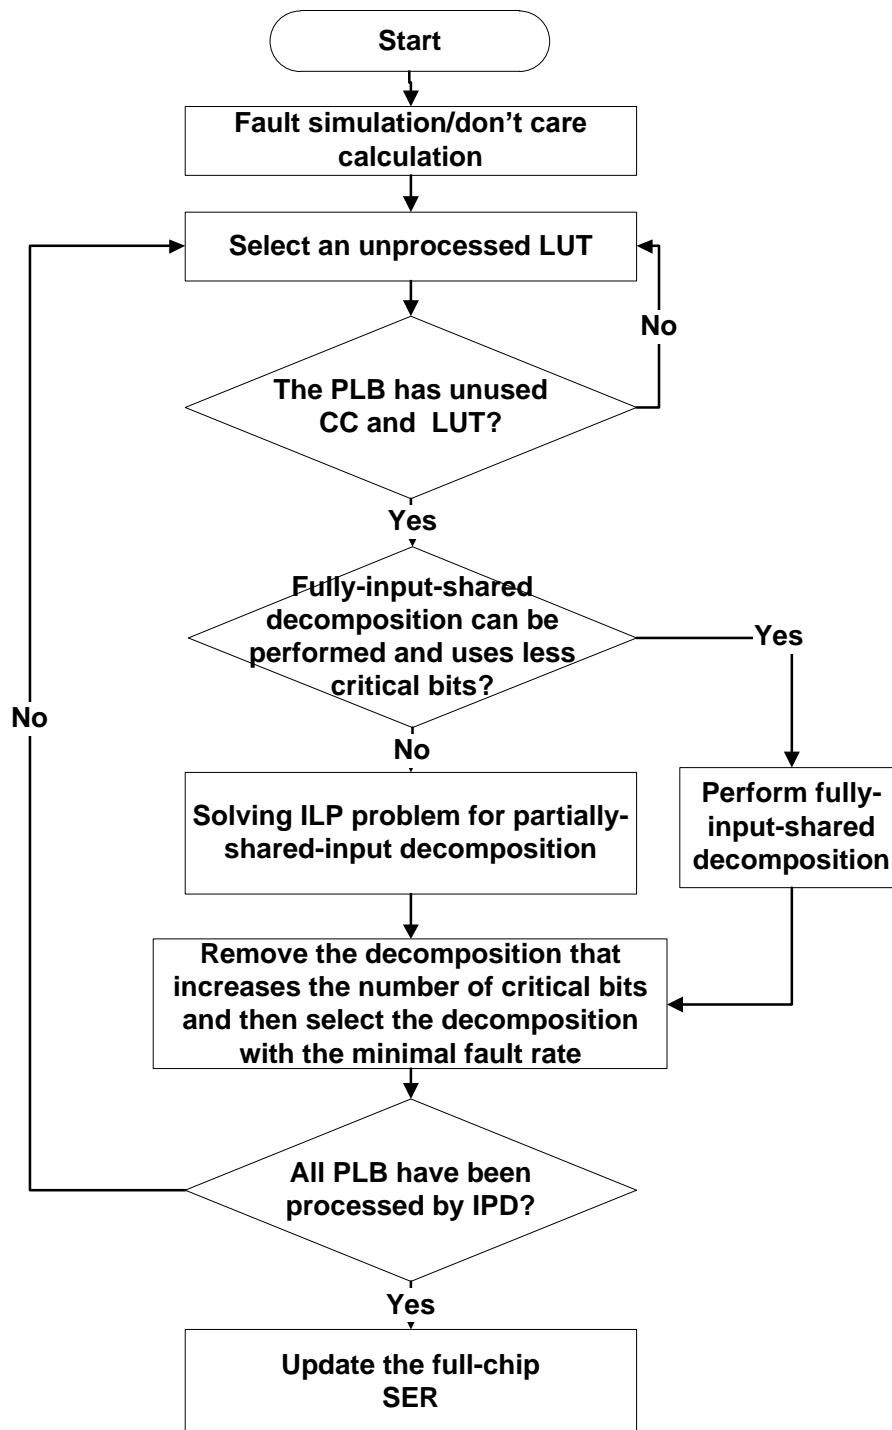 Start
Fault simulation/don't care
calculation
Select an unprocessed LUT
No
The PLB has unused
CC and LUT?
Yes
Fully-input-shared
decomposition can be
performed and uses less
critical bits?
Yes
No
No
Solving ILP problem for partially-
shared-input decomposition
Perform fully-
input-shared
decomposition
Remove the decomposition that
increases the number of critical bits
and then select the decomposition
with the minimal fault rate
All PLB have been
processed by IPD?
Yes
Update the full-chip
SER